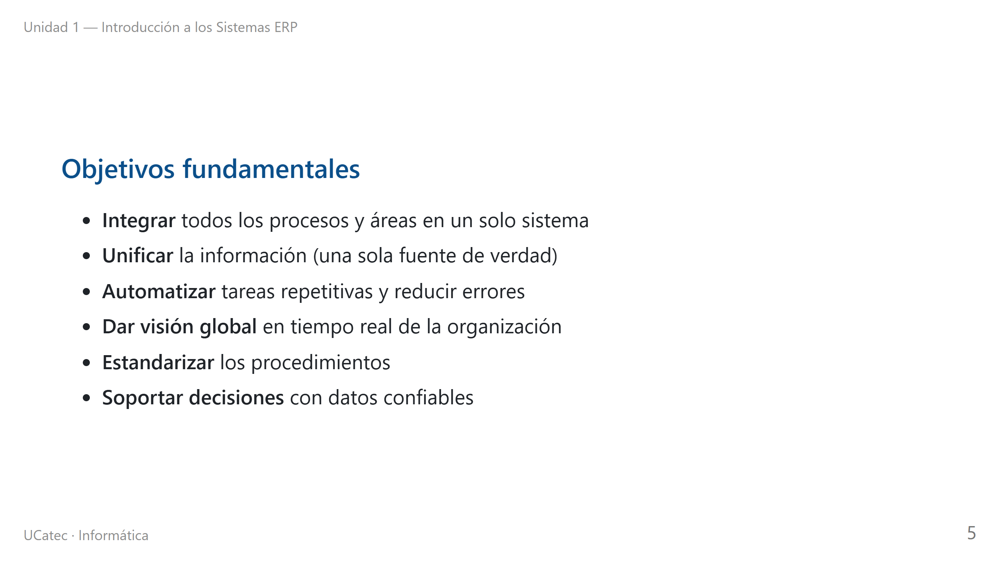 Unidad 1 — Introducción a los Sistemas ERP
Objetivos fundamentales
• Integrar todos los procesos y áreas en un solo sistema
• Unificar la información (una sola fuente de verdad)
• Automatizar tareas repetitivas y reducir errores
• Dar visión global en tiempo real de la organización
• Estandarizar los procedimientos
• Soportar decisiones con datos confiables
UCatec · Informática
5